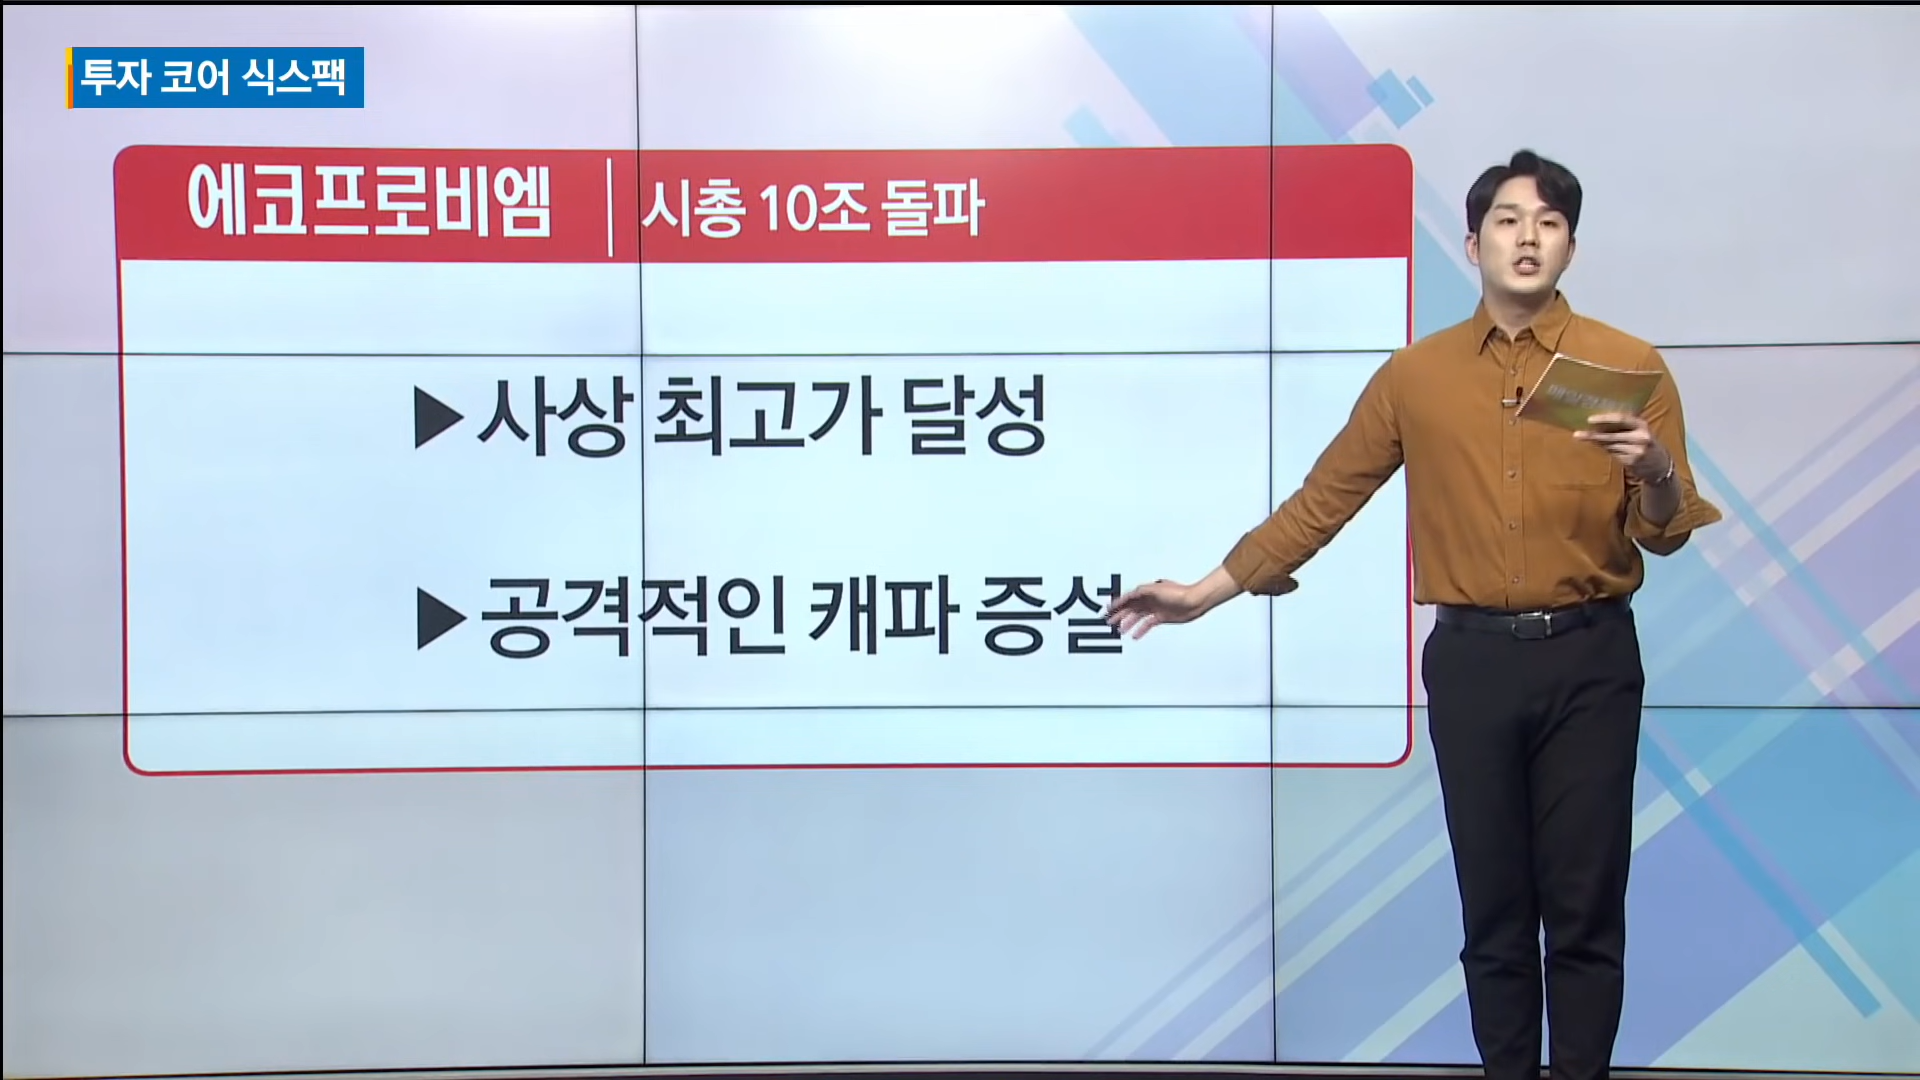 투자 코어 식스팩
에코프로비엠
시총 10조 돌파
▶사상 최고가 달성
▶공격적인 캐파 증설